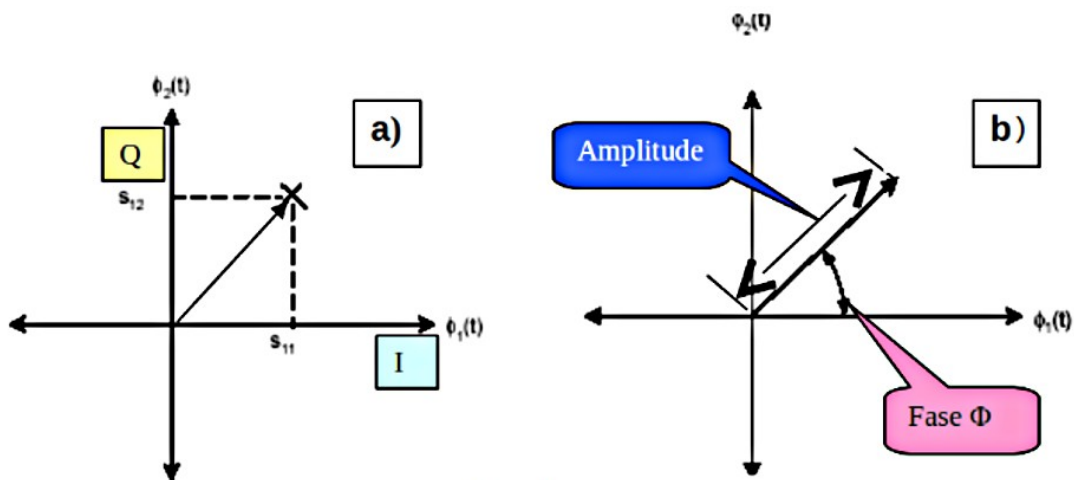 ϕ₂(t)
a)
Q
s₁₂
ϕ₁(t)
s₁₁
I
ϕ₂(t)
b)
Amplitude
ϕ₁(t)
Fase Φ